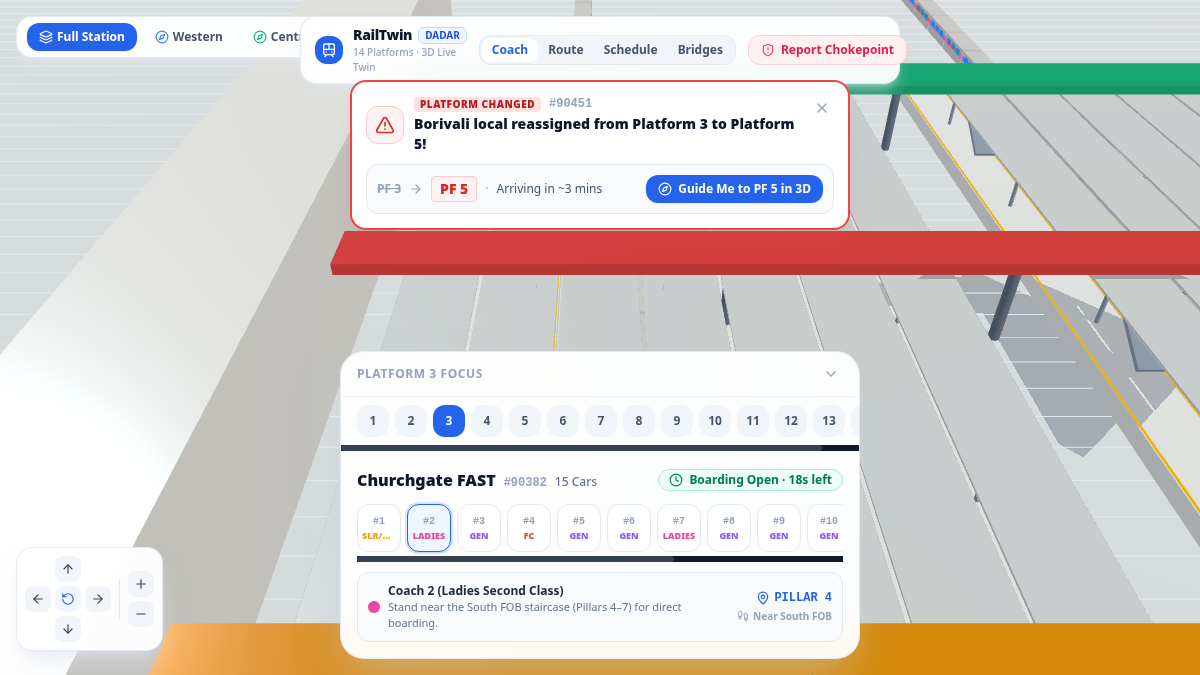 Full Station
Western
Cent
RailTwin
DADAR
14 Platforms · 3D Live
Twin
Coach
Route
Schedule
Bridges
Report Chokepoint
PLATFORM CHANGED
#90451
Borivali local reassigned from Platform 3 to Platform
5!
PF 3
PF 5
· Arriving in ~3 mins
Guide Me to PF 5 in 3D
PLATFORM 3 FOCUS
1 2 3 4 5 6 7 8 9 10 11 12 13
Churchgate FAST #90382 15 Cars
Boarding Open · 18s left
#1 #2 #3 #4 #5 #6 #7 #8 #9 #10
SLR/... LADIES GEN FC GEN GEN LADIES GEN GEN GEN
Coach 2 (Ladies Second Class)
Stand near the South FOB staircase (Pillars 4–7) for direct
boarding.
PILLAR 4
Near South FOB